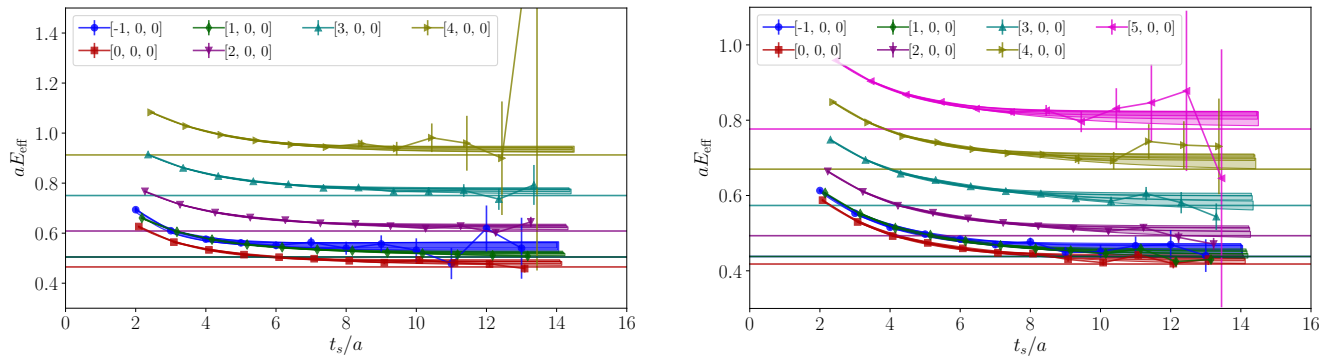 1.4
1.2
1.0
0.8
0.6
0.4
aE_eff
[-1, 0, 0]
[0, 0, 0]
[1, 0, 0]
[2, 0, 0]
[3, 0, 0]
[4, 0, 0]
0 2 4 6 8 10 12 14 16
t_s/a
1.0
0.8
0.6
0.4
aE_eff
[-1, 0, 0]
[0, 0, 0]
[1, 0, 0]
[2, 0, 0]
[3, 0, 0]
[4, 0, 0]
[5, 0, 0]
0 2 4 6 8 10 12 14 16
t_s/a